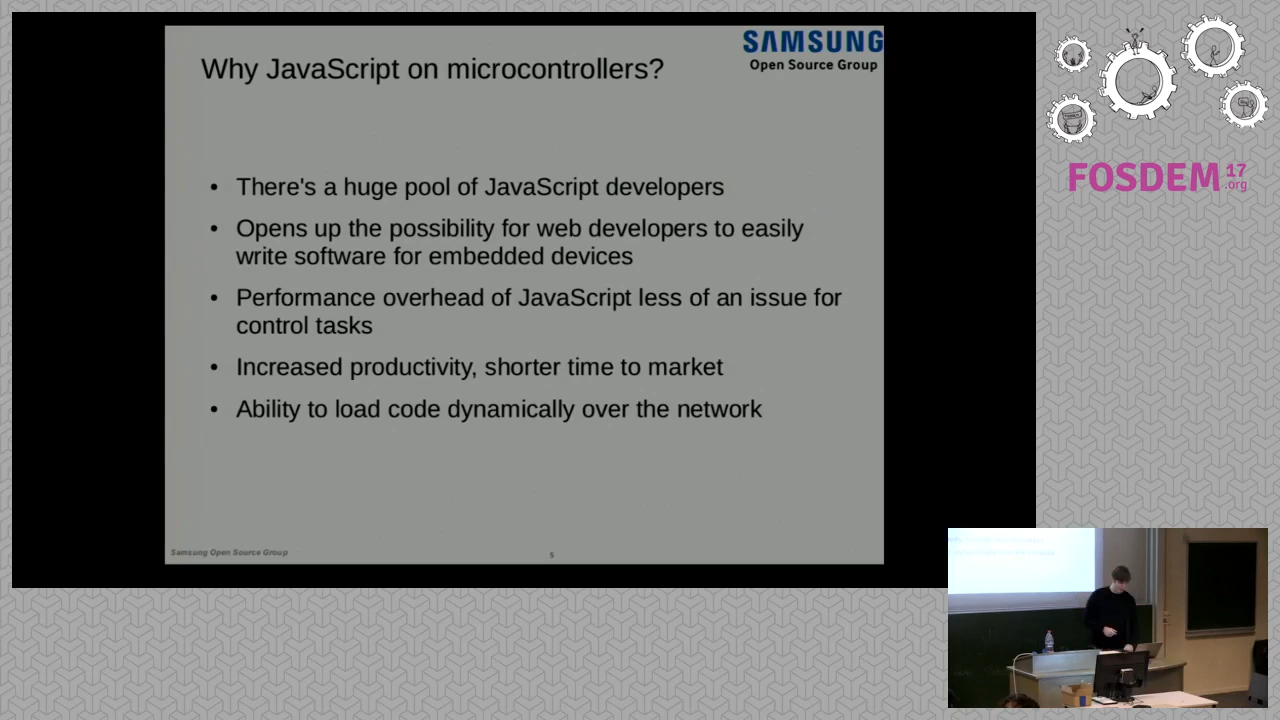 SAMSUNG
Open Source Group
Why JavaScript on microcontrollers?
• There's a huge pool of JavaScript developers
• Opens up the possibility for web developers to easily
write software for embedded devices
• Performance overhead of JavaScript less of an issue for
control tasks
• Increased productivity, shorter time to market
• Ability to load code dynamically over the network
Samsung Open Source Group
5
FOSDEM 17
.org